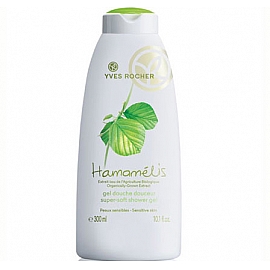 YVES ROCHER
Hamamélis
Extrait issu de l'Agriculture Biologique
Organically-Grown Extract
gel douche douceur
super-soft shower gel
Peaux sensibles - Sensitive skin
℮ 300ml 10.1 fl.oz.